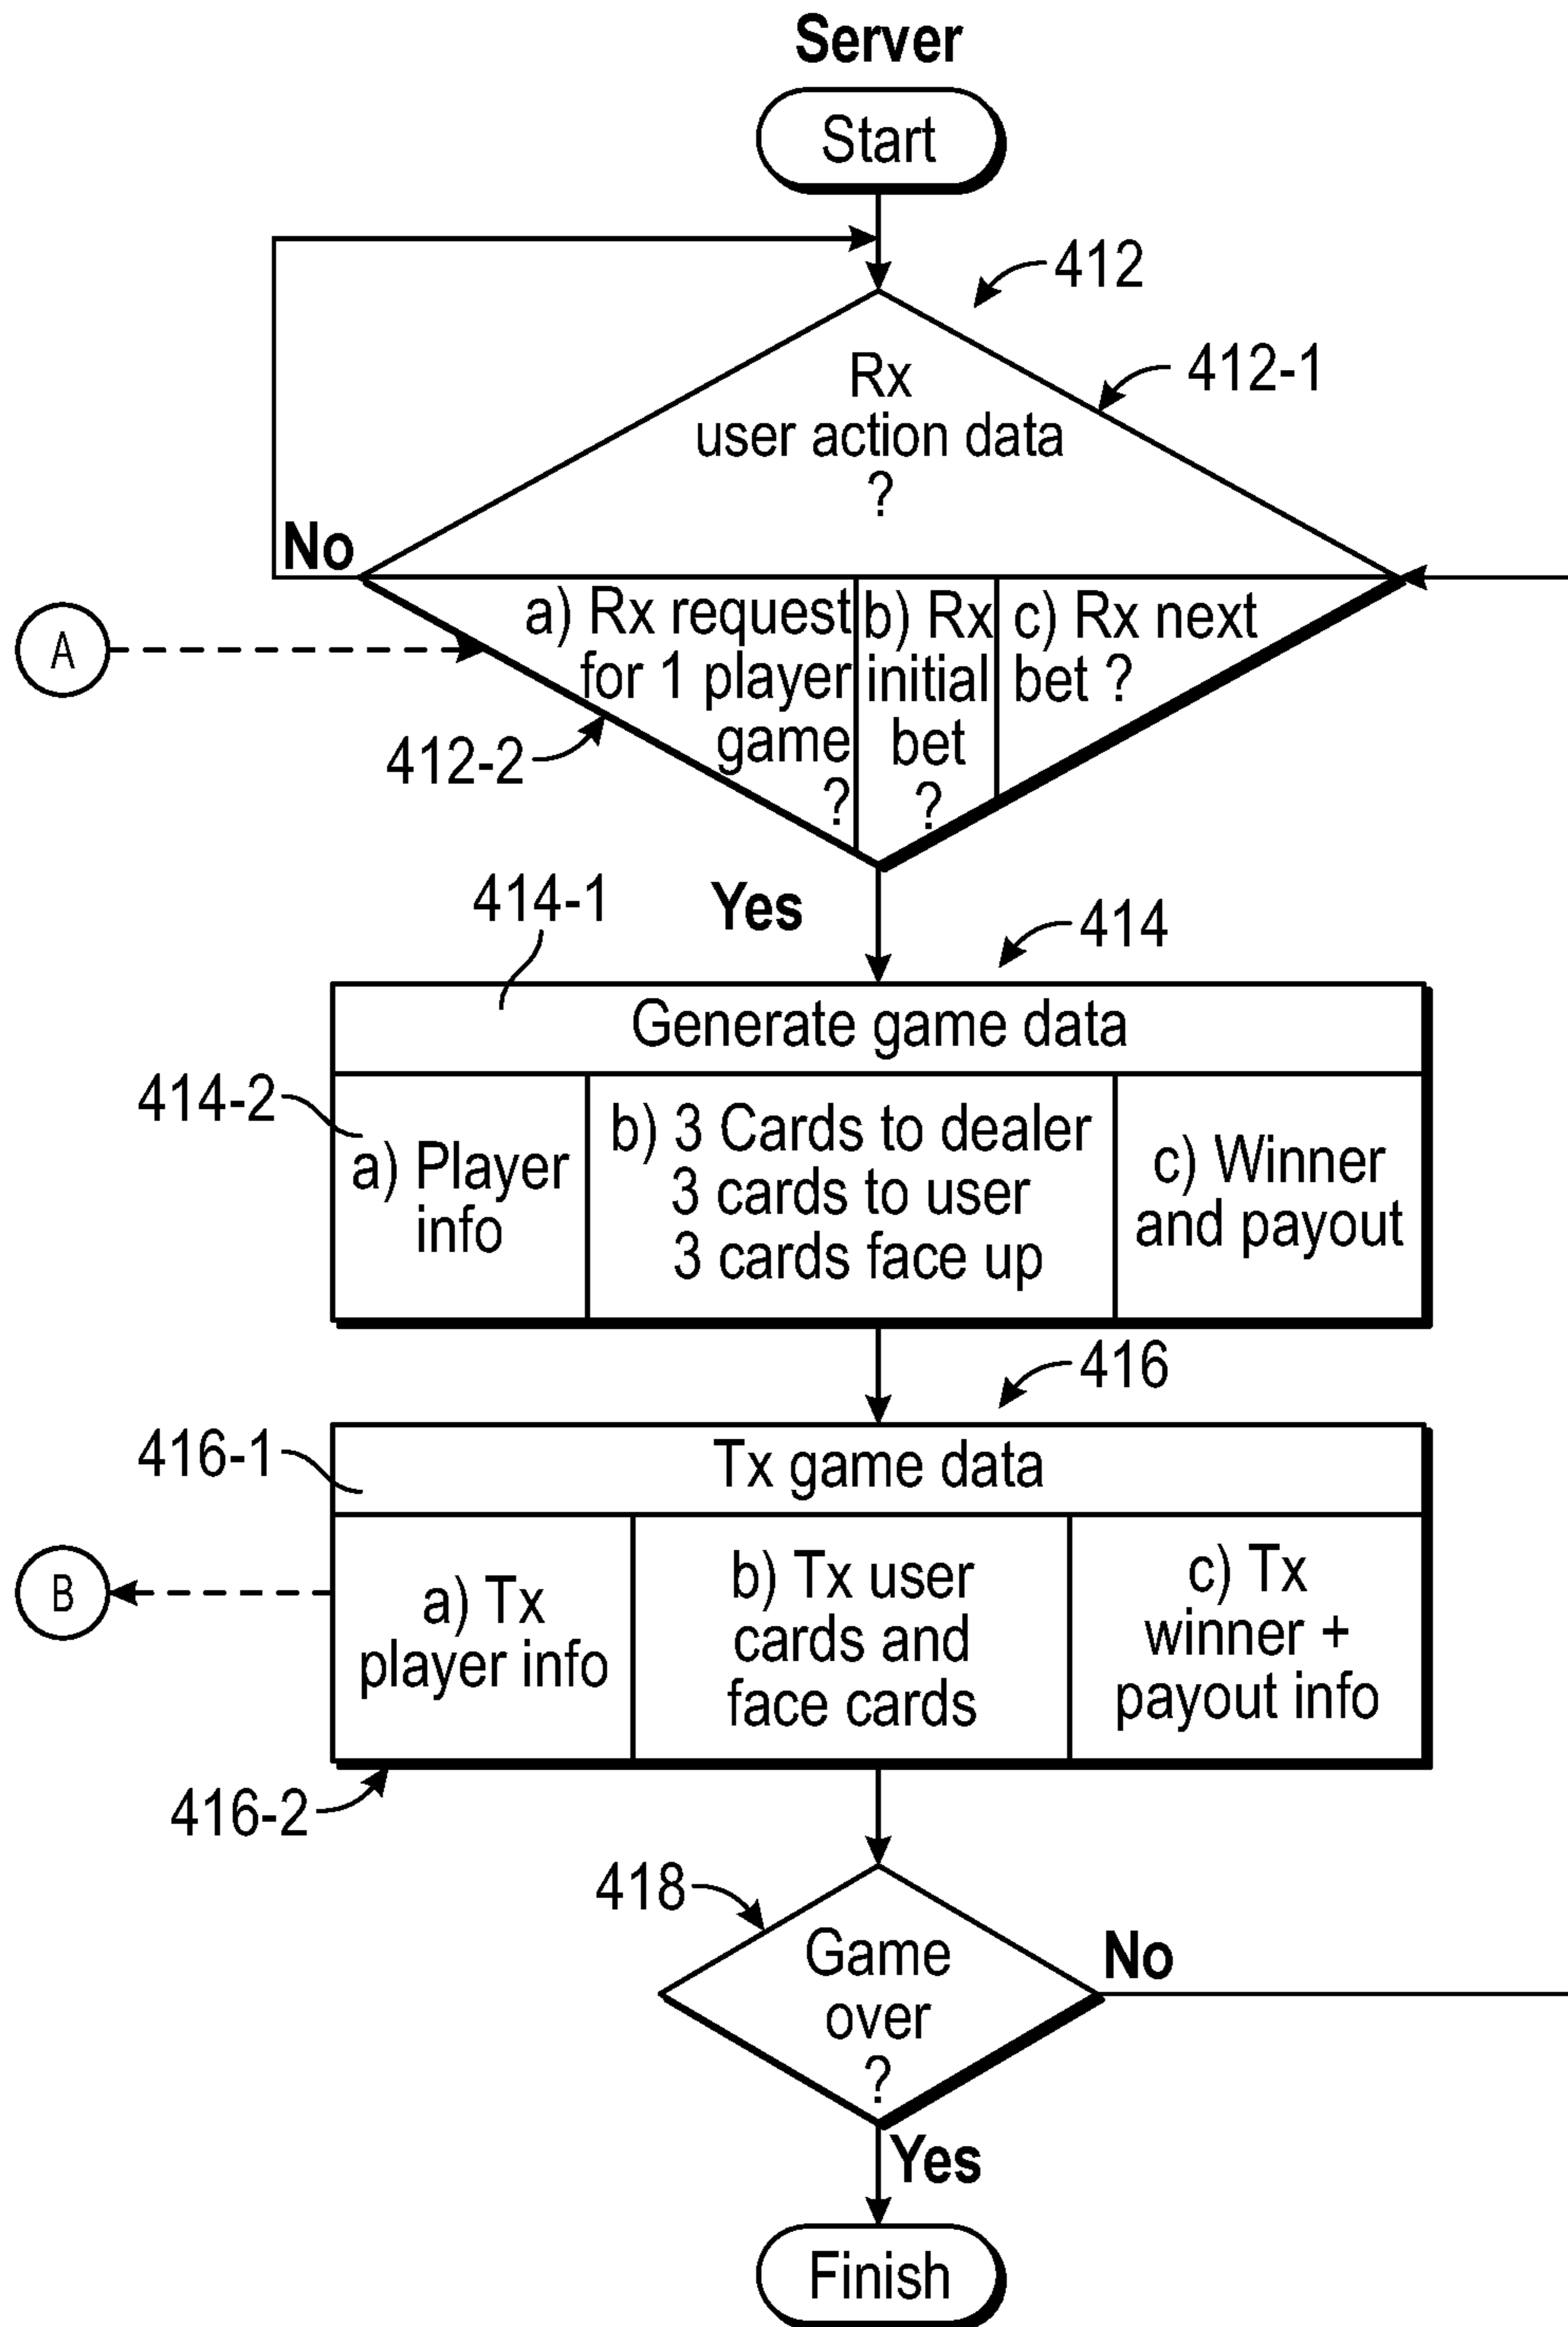 Server
Start
412
412-1
Rx
user action data
?
No
a) Rx request
for 1 player
game
?
b) Rx
initial
bet
?
c) Rx next
bet ?
A
412-2
Yes
414-1
414
Generate game data
414-2
a) Player
info
b) 3 Cards to dealer
3 cards to user
3 cards face up
c) Winner
and payout
416
416-1
Tx game data
B
a) Tx
player info
b) Tx user
cards and
face cards
c) Tx
winner +
payout info
416-2
418
Game
over
?
No
Yes
Finish